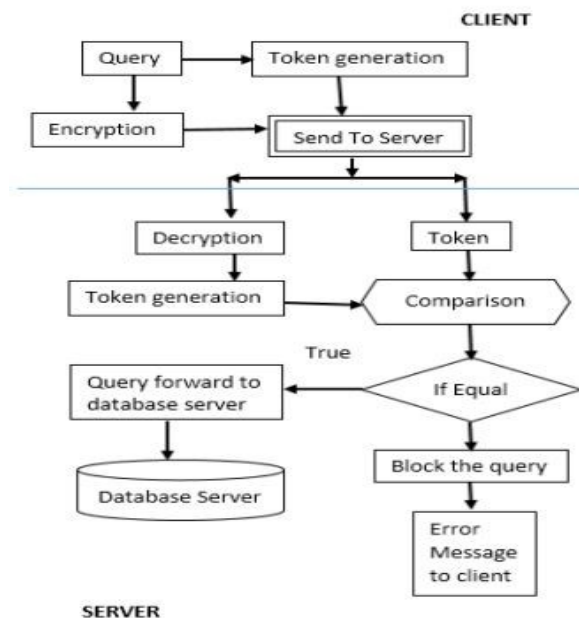 CLIENT
Query
Token generation
Encryption
Send To Server
Decryption
Token
Token generation
Comparison
True
Query forward to
database server
If Equal
Block the query
Database Server
Error
Message
to client
SERVER